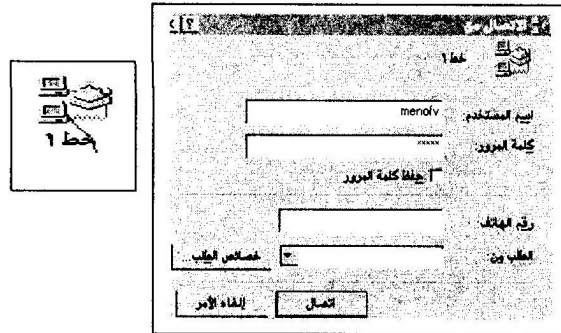 خط ١
خط ١
اسم المستخدم:
menofv
كلمة المرور:
*****
حفظ كلمة المرور
رقم الهاتف
الطلب من:
خصائص الطلب...
اتصال
إلغاء الأمر